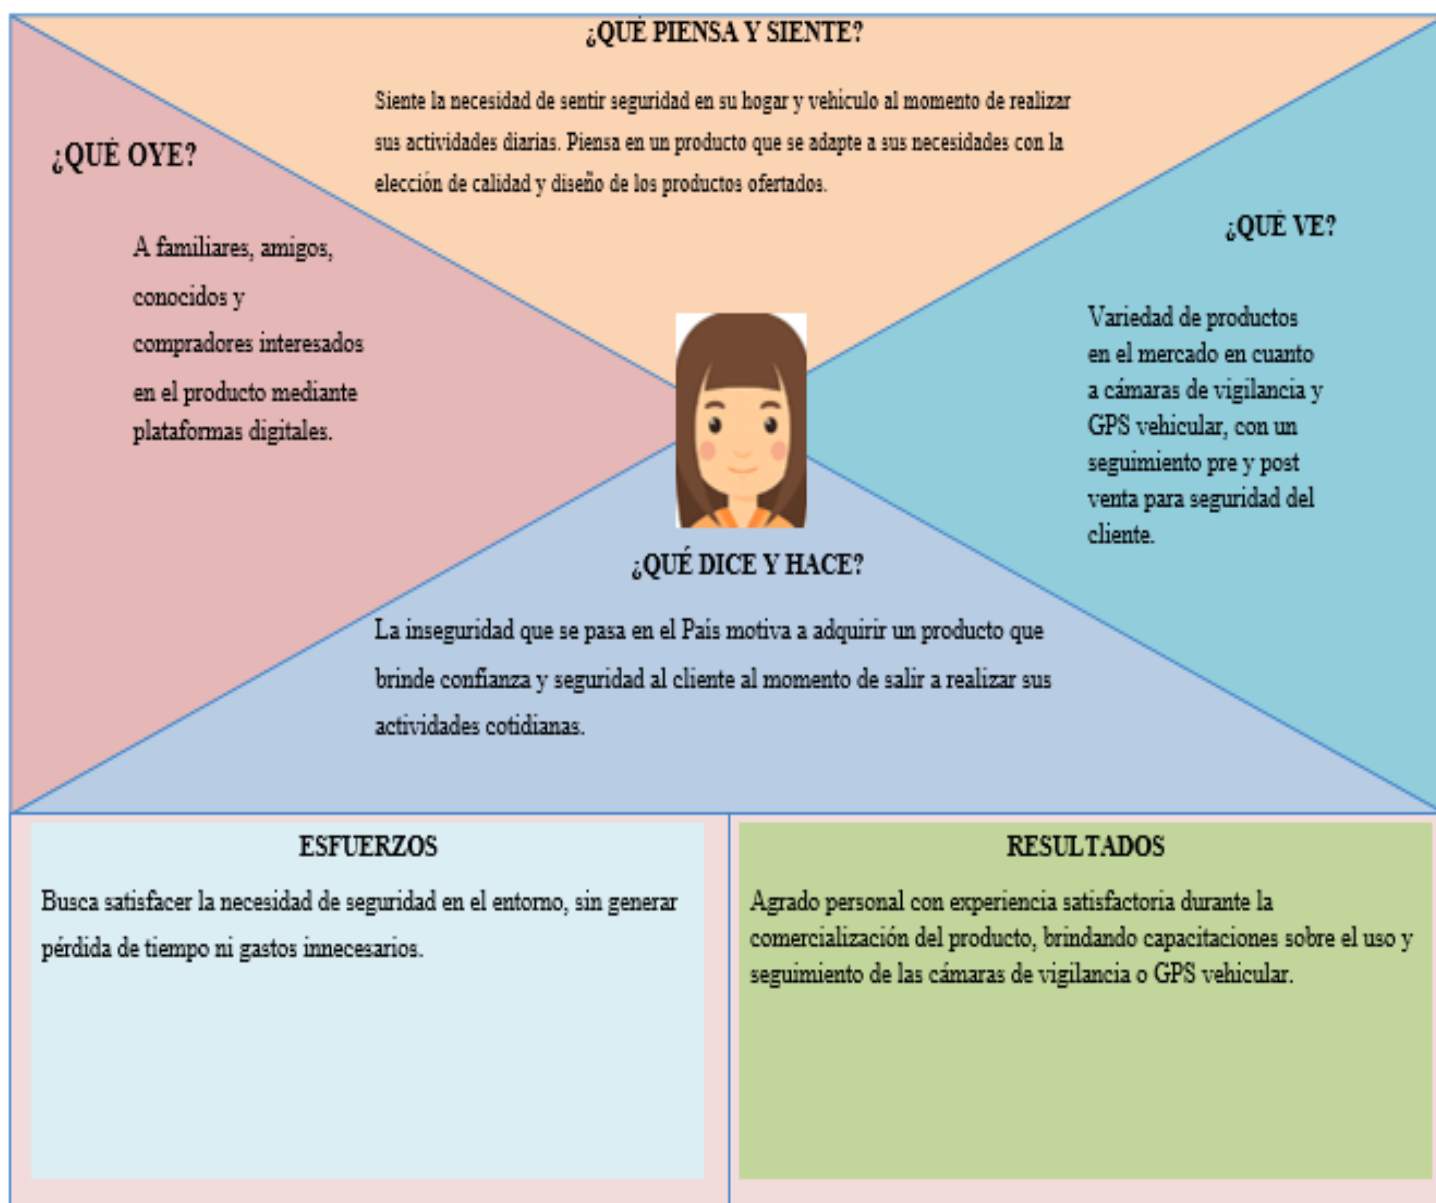 ¿QUÉ PIENSA Y SIENTE?
Siente la necesidad de sentir seguridad en su hogar y vehículo al momento de realizar
sus actividades diarias. Piensa en un producto que se adapte a sus necesidades con la
elección de calidad y diseño de los productos ofertados.
¿QUÉ OYE?
A familiares, amigos,
conocidos y
compradores interesados
en el producto mediante
plataformas digitales.
¿QUÉ VE?
Variedad de productos
en el mercado en cuanto
a cámaras de vigilancia y
GPS vehicular, con un
seguimiento pre y post
venta para seguridad del
cliente.
¿QUÉ DICE Y HACE?
La inseguridad que se pasa en el País motiva a adquirir un producto que
brinde confianza y seguridad al cliente al momento de salir a realizar sus
actividades cotidianas.
ESFUERZOS
Busca satisfacer la necesidad de seguridad en el entorno, sin generar
pérdida de tiempo ni gastos innecesarios.
RESULTADOS
Agrado personal con experiencia satisfactoria durante la
comercialización del producto, brindando capacitaciones sobre el uso y
seguimiento de las cámaras de vigilancia o GPS vehicular.